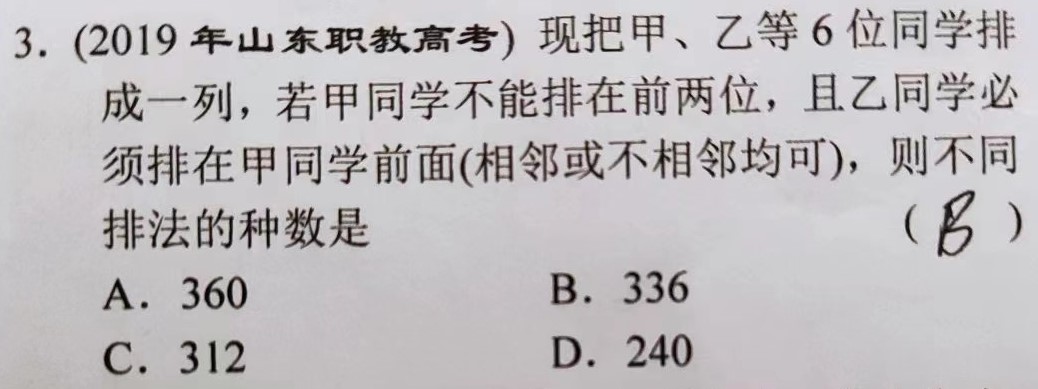 3. (2019 年山东职教高考) 现把甲、乙等 6 位同学排
成一列，若甲同学不能排在前两位，且乙同学必
须排在甲同学前面(相邻或不相邻均可)，则不同
排法的种数是 ( B )
A. 360 B. 336
C. 312 D. 240